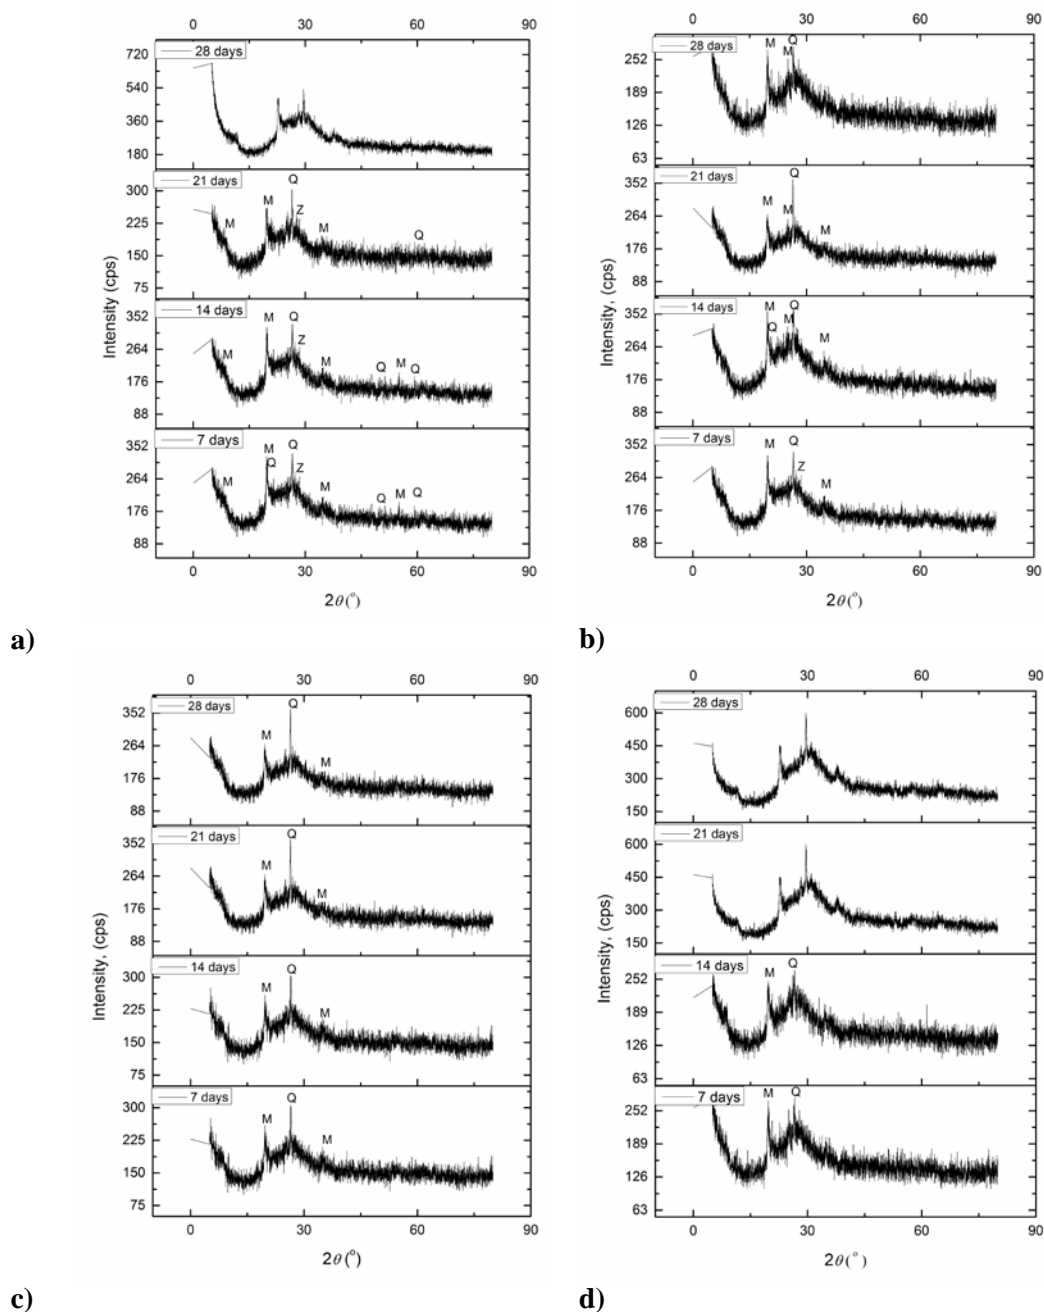 0 30 60 90
28 days
720
540
360
180
21 days
300
225
150
75
M M Q Z M Q
14 days
352
264
176
88
M M Q Z M Q M Q
7 days
352
264
176
88
M M Q Q Z M Q M Q
0 30 60 90
Intensity (cps)
2θ (°)
a)
0 30 60 90
28 days
252
189
126
63
M M Q
21 days
352
264
176
88
M M Q M
14 days
352
264
176
88
M Q M Q M
7 days
352
264
176
88
M Q Z M
0 30 60 90
Intensity, (cps)
2θ (°)
b)
0 30 60 90
28 days
352
264
176
88
M Q M
21 days
352
264
176
88
M Q M
14 days
300
225
150
75
M Q M
7 days
300
225
150
75
M Q M
0 30 60 90
Intensity, (cps)
2θ (°)
c)
0 30 60 90
28 days
600
450
300
150
21 days
600
450
300
150
14 days
252
189
126
63
M Q
7 days
252
189
126
63
M Q
0 30 60 90
Intensity, (cps)
2θ (°)
d)